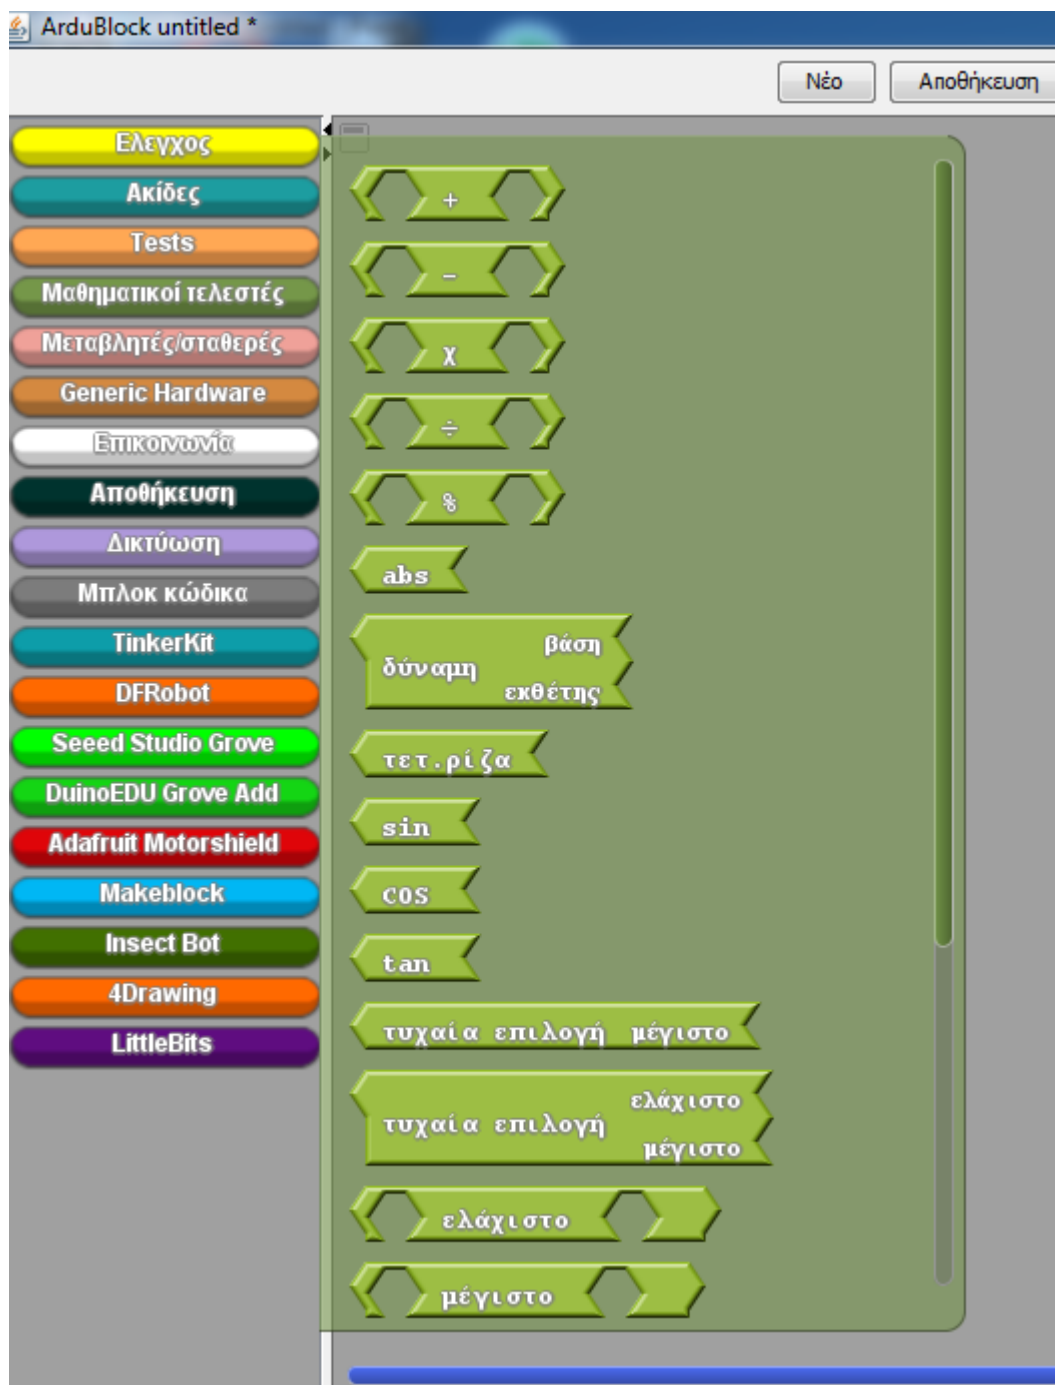 ArduBlock untitled *
Νέο
Αποθήκευση
Ελεγχος
Ακίδες
Tests
Μαθηματικοί τελεστές
Μεταβλητές/σταθερές
Generic Hardware
Επικοινωνία
Αποθήκευση
Δικτύωση
Μπλοκ κώδικα
TinkerKit
DFRobot
Seeed Studio Grove
DuinoEDU Grove Add
Adafruit Motorshield
Makeblock
Insect Bot
4Drawing
LittleBits
+
-
χ
÷
%
abs
βάση
δύναμη
εκθέτης
τετ.ρίζα
sin
cos
tan
τυχαία επιλογή μέγιστο
ελάχιστο
τυχαία επιλογή
μέγιστο
ελάχιστο
μέγιστο